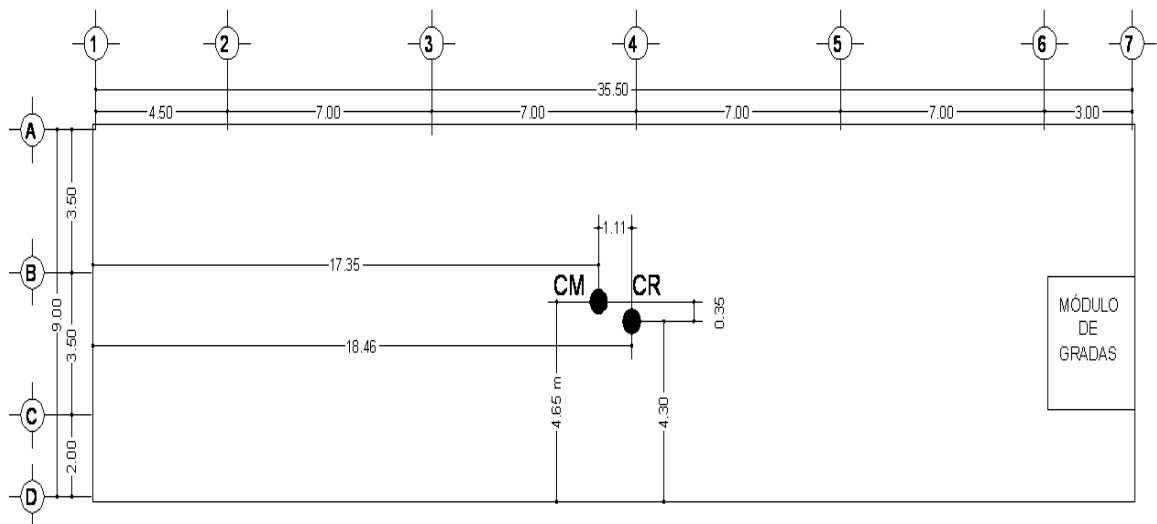 1 2 3 4 5 6 7
35.50
4.50 7.00 7.00 7.00 7.00 3.00
A
3.50
1.11
B
17.35
CM CR
9.00
0.35
MÓDULO
DE
GRADAS
3.50
18.46
4.65 m
4.30
C
2.00
D